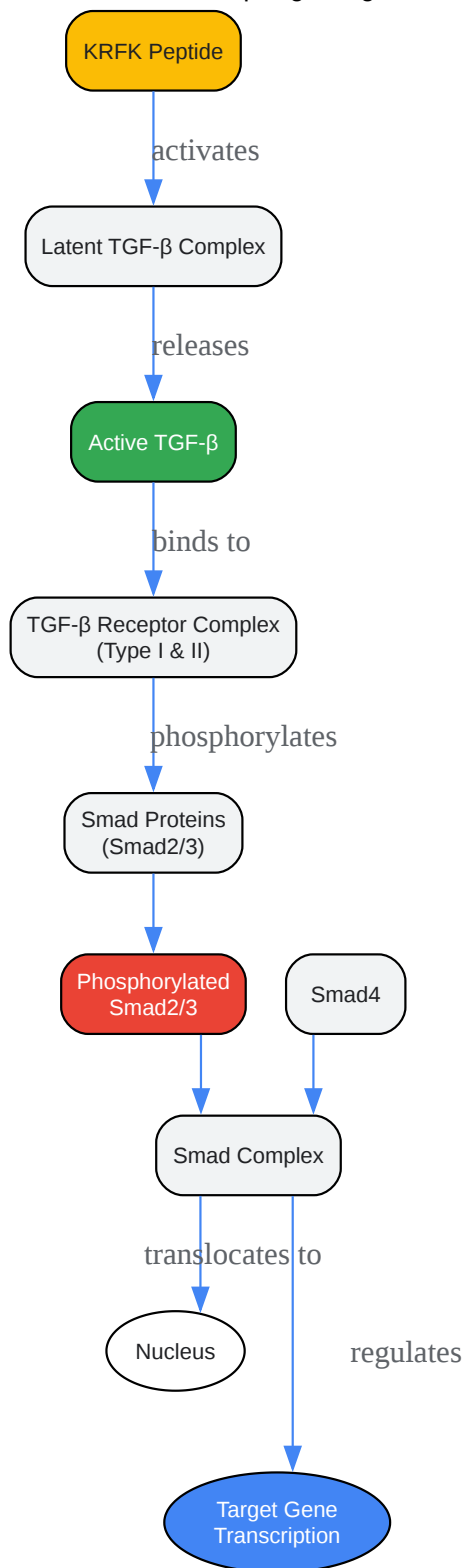 KRFK Peptide
activates
Latent TGF-β Complex
releases
Active TGF-β
binds to
TGF-β Receptor Complex
(Type I & II)
phosphorylates
Smad Proteins
(Smad2/3)
Phosphorylated
Smad2/3
Smad4
Smad Complex
translocates to
Nucleus
regulates
Target Gene
Transcription